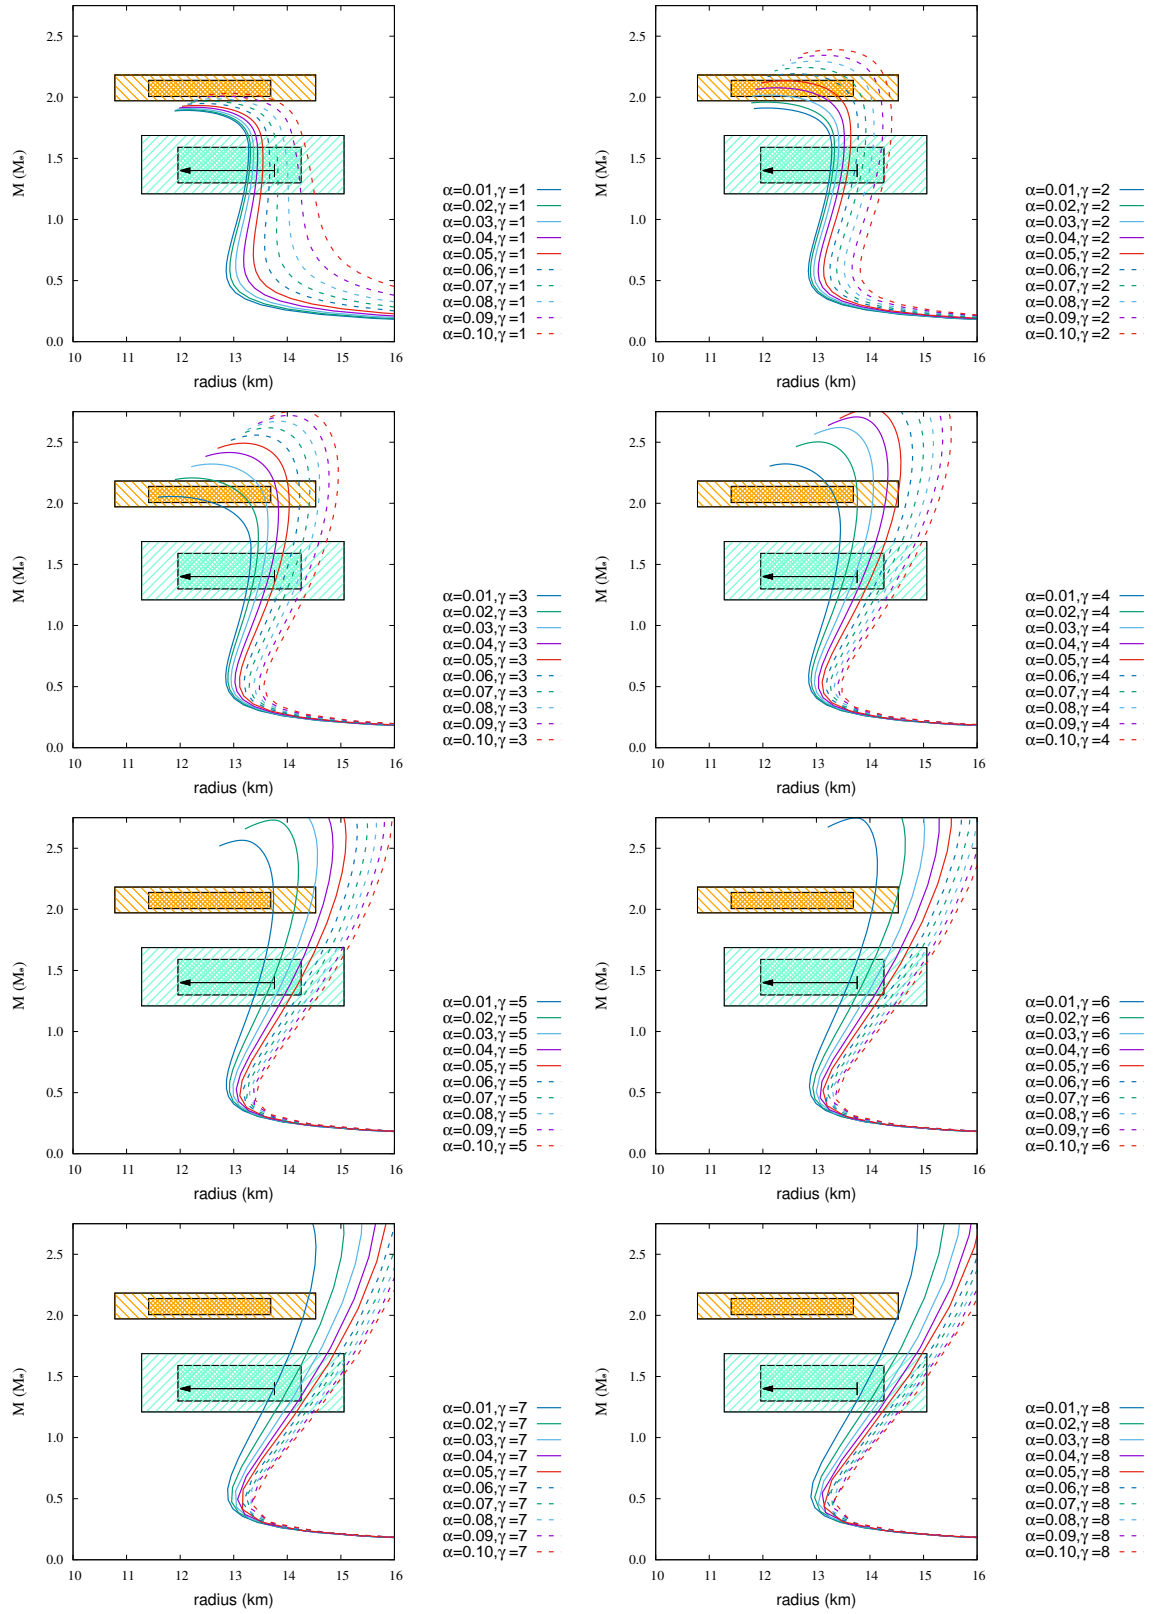 M (M⁎)
2.5
2.0
1.5
1.0
0.5
0.0
10 11 12 13 14 15 16
radius (km)
α=0.01,γ=1
α=0.02,γ=1
α=0.03,γ=1
α=0.04,γ=1
α=0.05,γ=1
α=0.06,γ=1
α=0.07,γ=1
α=0.08,γ=1
α=0.09,γ=1
α=0.10,γ=1
M (M⁎)
2.5
2.0
1.5
1.0
0.5
0.0
10 11 12 13 14 15 16
radius (km)
α=0.01,γ=2
α=0.02,γ=2
α=0.03,γ=2
α=0.04,γ=2
α=0.05,γ=2
α=0.06,γ=2
α=0.07,γ=2
α=0.08,γ=2
α=0.09,γ=2
α=0.10,γ=2
M (M⁎)
2.5
2.0
1.5
1.0
0.5
0.0
10 11 12 13 14 15 16
radius (km)
α=0.01,γ=3
α=0.02,γ=3
α=0.03,γ=3
α=0.04,γ=3
α=0.05,γ=3
α=0.06,γ=3
α=0.07,γ=3
α=0.08,γ=3
α=0.09,γ=3
α=0.10,γ=3
M (M⁎)
2.5
2.0
1.5
1.0
0.5
0.0
10 11 12 13 14 15 16
radius (km)
α=0.01,γ=4
α=0.02,γ=4
α=0.03,γ=4
α=0.04,γ=4
α=0.05,γ=4
α=0.06,γ=4
α=0.07,γ=4
α=0.08,γ=4
α=0.09,γ=4
α=0.10,γ=4
M (M⁎)
2.5
2.0
1.5
1.0
0.5
0.0
10 11 12 13 14 15 16
radius (km)
α=0.01,γ=5
α=0.02,γ=5
α=0.03,γ=5
α=0.04,γ=5
α=0.05,γ=5
α=0.06,γ=5
α=0.07,γ=5
α=0.08,γ=5
α=0.09,γ=5
α=0.10,γ=5
M (M⁎)
2.5
2.0
1.5
1.0
0.5
0.0
10 11 12 13 14 15 16
radius (km)
α=0.01,γ=6
α=0.02,γ=6
α=0.03,γ=6
α=0.04,γ=6
α=0.05,γ=6
α=0.06,γ=6
α=0.07,γ=6
α=0.08,γ=6
α=0.09,γ=6
α=0.10,γ=6
M (M⁎)
2.5
2.0
1.5
1.0
0.5
0.0
10 11 12 13 14 15 16
radius (km)
α=0.01,γ=7
α=0.02,γ=7
α=0.03,γ=7
α=0.04,γ=7
α=0.05,γ=7
α=0.06,γ=7
α=0.07,γ=7
α=0.08,γ=7
α=0.09,γ=7
α=0.10,γ=7
M (M⁎)
2.5
2.0
1.5
1.0
0.5
0.0
10 11 12 13 14 15 16
radius (km)
α=0.01,γ=8
α=0.02,γ=8
α=0.03,γ=8
α=0.04,γ=8
α=0.05,γ=8
α=0.06,γ=8
α=0.07,γ=8
α=0.08,γ=8
α=0.09,γ=8
α=0.10,γ=8